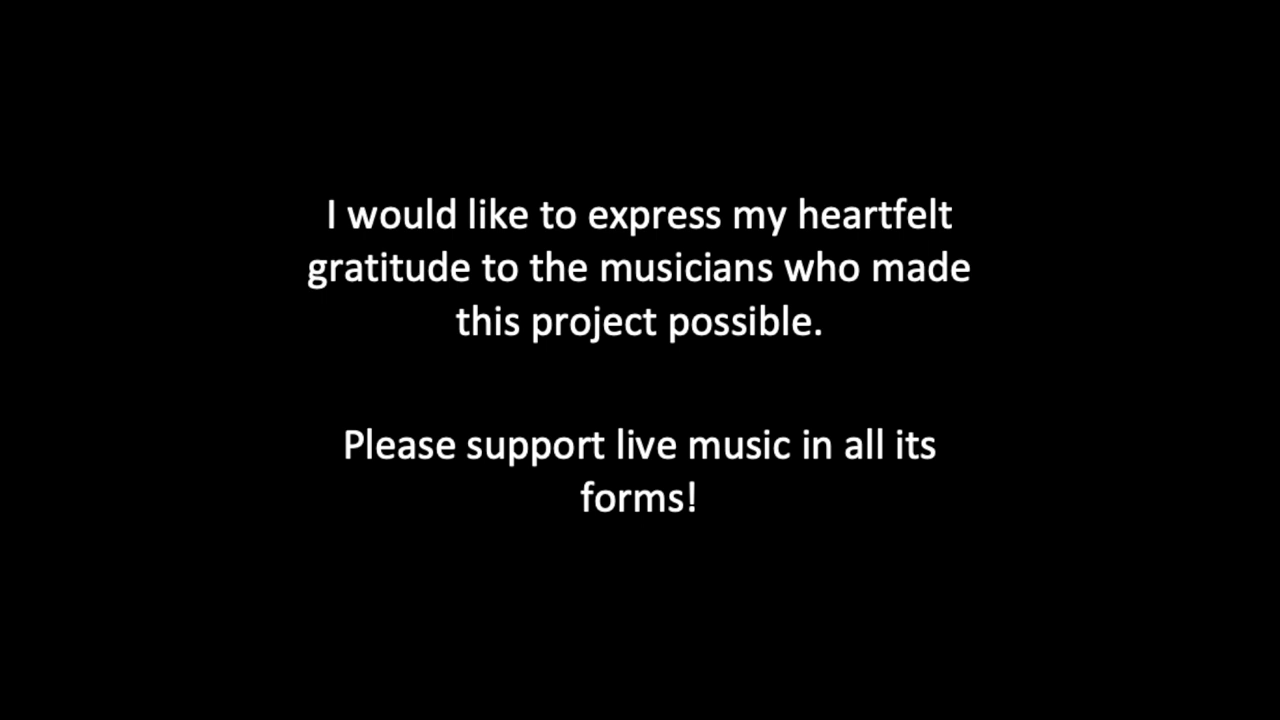 I would like to express my heartfelt
gratitude to the musicians who made
this project possible.
Please support live music in all its
forms!